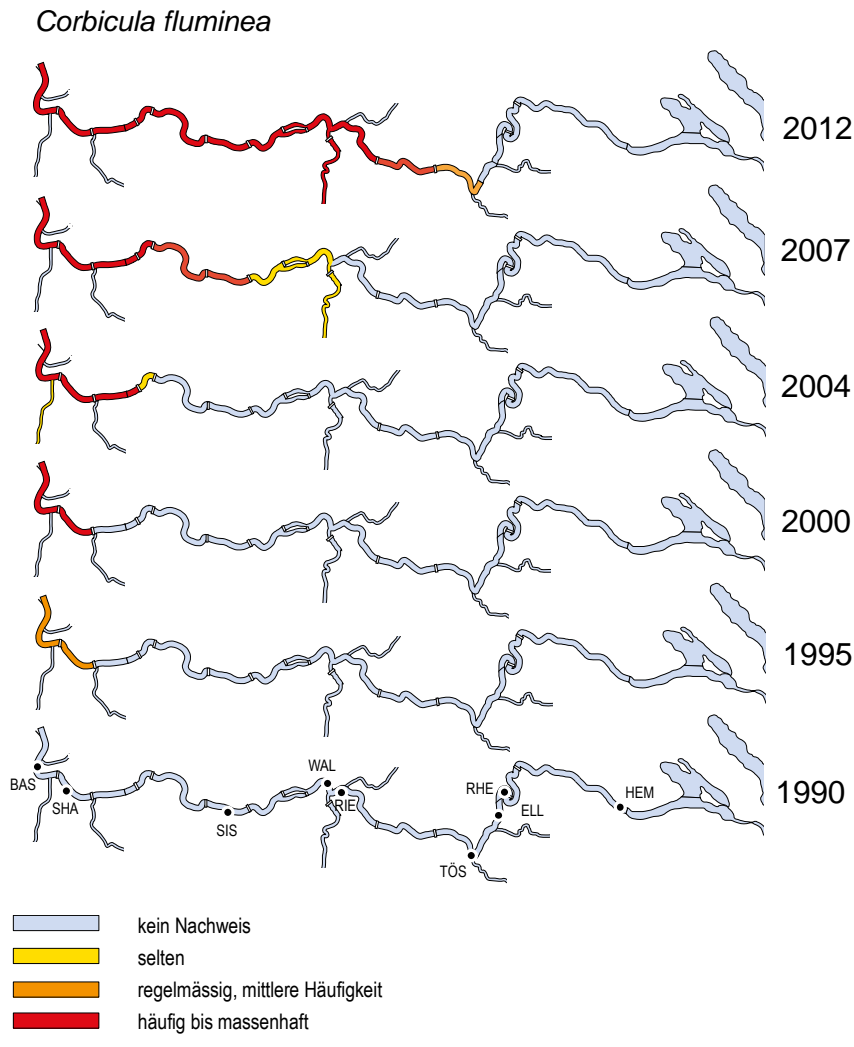 Corbicula fluminea
2012
2007
2004
2000
1995
1990
BAS
SHA
SIS
WAL
RIE
RHE
ELL
TÖS
HEM
kein Nachweis
selten
regelmässig, mittlere Häufigkeit
häufig bis massenhaft